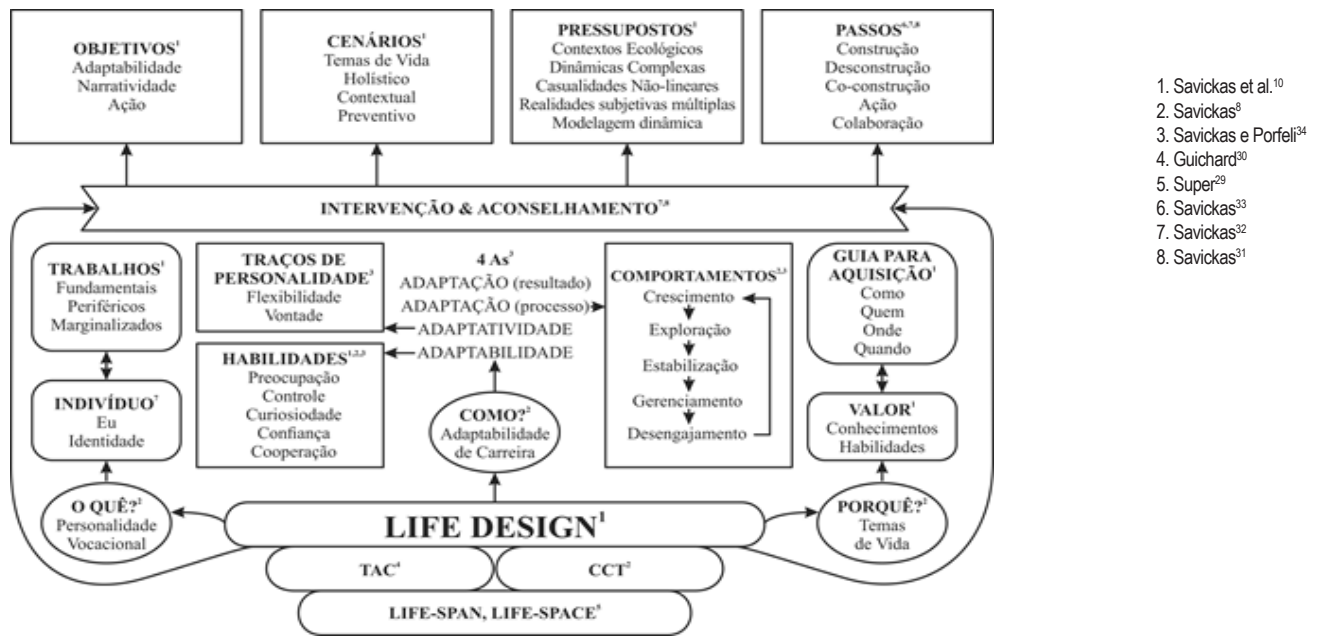 OBJETIVOS¹
Adaptabilidade
Narratividade
Ação
CENÁRIOS¹
Temas de Vida
Holístico
Contextual
Preventivo
PRESSUPOSTOS¹
Contextos Ecológicos
Dinâmicas Complexas
Casualidades Não-lineares
Realidades subjetivas múltiplas
Modelagem dinâmica
PASSOS⁶,⁷,⁸
Construção
Desconstrução
Co-construção
Ação
Colaboração
INTERVENÇÃO & ACONSELHAMENTO⁷,⁸
TRABALHOS¹
Fundamentais
Periféricos
Marginalizados
INDIVÍDUO⁷
Eu
Identidade
O QUÊ?²
Personalidade
Vocacional
TRAÇOS DE
PERSONALIDADE³
Flexibilidade
Vontade
HABILIDADES¹,²,³
Preocupação
Controle
Curiosiodade
Confiança
Cooperação
4 As³
ADAPTAÇÃO (resultado)
ADAPTAÇÃO (processo)
ADAPTATIVIDADE
ADAPTABILIDADE
COMO?²
Adaptabilidade
de Carreira
COMPORTAMENTOS²,³
Crescimento
Exploração
Estabilização
Gerenciamento
Desengajamento
GUIA PARA
AQUISIÇÃO¹
Como
Quem
Onde
Quando
VALOR¹
Conhecimentos
Habilidades
PORQUÊ?²
Temas
de Vida
LIFE DESIGN¹
TAC⁴
CCT²
LIFE-SPAN, LIFE-SPACE⁵
1. Savickas et al.¹⁰
2. Savickas⁸
3. Savickas e Porfeli³⁴
4. Guichard³⁰
5. Super²⁹
6. Savickas³³
7. Savickas³²
8. Savickas³¹